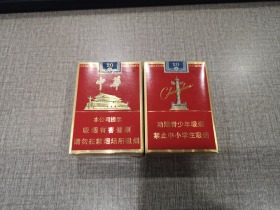 20
中华
本公司提示
吸烟有害健康
请勿在禁烟场所吸烟
20
Chunghwa
劝阻青少年吸烟
禁止中小学生吸烟